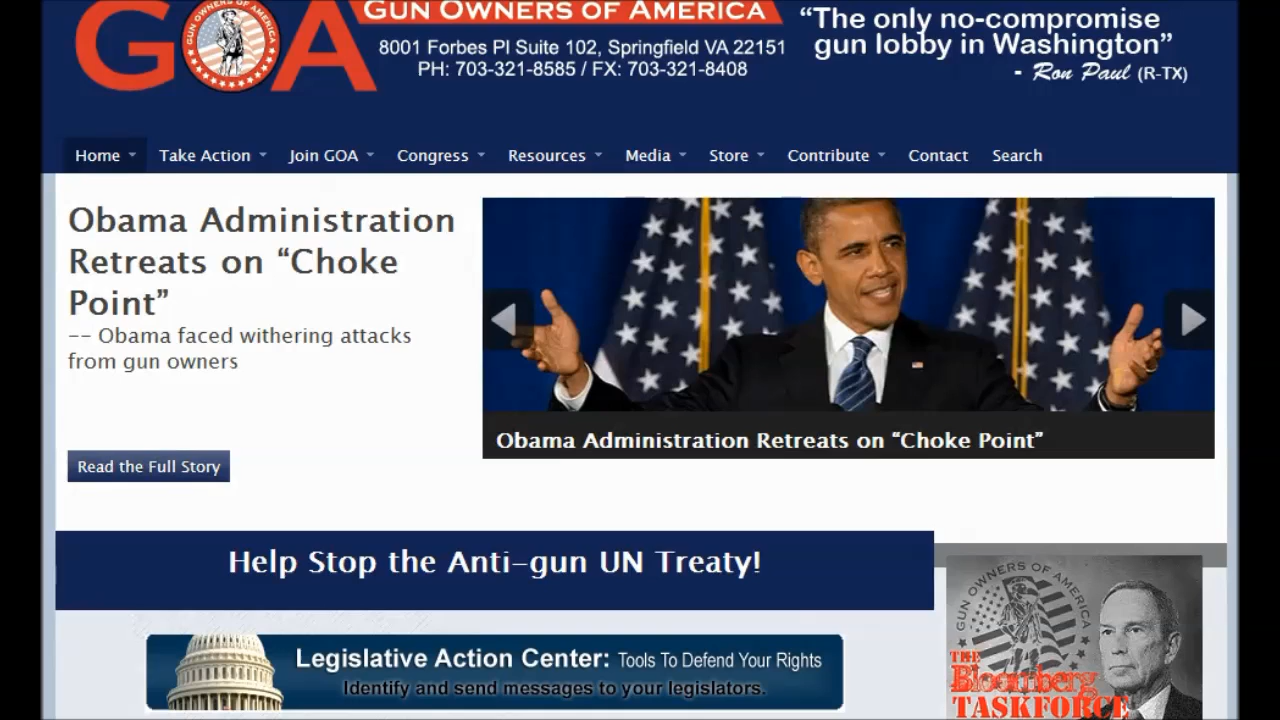 GOA
GUN OWNERS OF AMERICA
8001 Forbes Pl Suite 102, Springfield VA 22151
PH: 703-321-8585 / FX: 703-321-8408
“The only no-compromise
gun lobby in Washington”
- Ron Paul (R-TX)
Home Take Action Join GOA Congress Resources Media Store Contribute Contact Search
Obama Administration
Retreats on “Choke
Point”
-- Obama faced withering attacks
from gun owners
Read the Full Story
Obama Administration Retreats on “Choke Point”
Help Stop the Anti-gun UN Treaty!
Legislative Action Center: Tools To Defend Your Rights
Identify and send messages to your legislators.
GUN OWNERS OF AMERICA
THE
Bloomberg
TASKFORCE